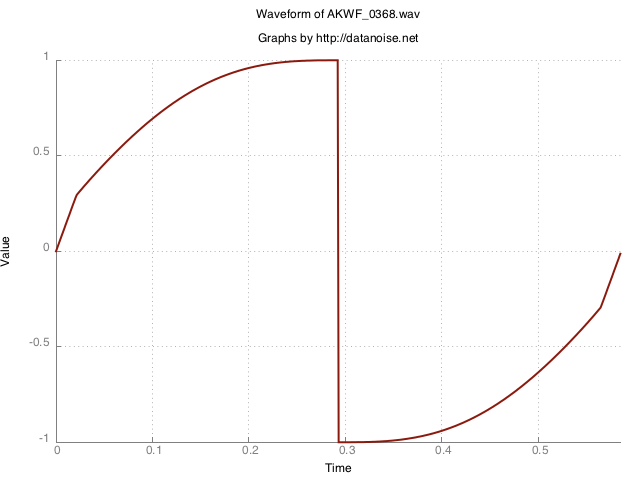 Waveform of AKWF_0368.wav
Graphs by http://datanoise.net
1
0.5
0
-0.5
-1
Value
0 0.1 0.2 0.3 0.4 0.5
Time